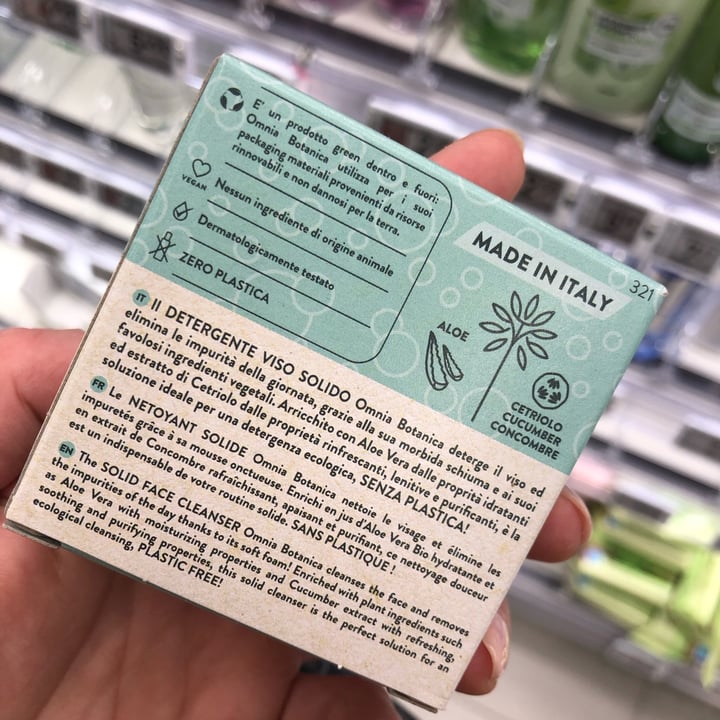 E' un prodotto green dentro e fuori:
Omnia Botanica utilizza per i suoi
packaging materiali provenienti da risorse
rinnovabili e non dannosi per la terra.
VEGAN
Nessun ingrediente di origine animale
Dermatologicamente testato
ZERO PLASTICA
MADE IN ITALY
321
ALOE
CETRIOLO
CUCUMBER
CONCOMBRE
IT Il DETERGENTE VISO SOLIDO Omnia Botanica deterge il viso ed
elimina le impurità della giornata, grazie alla sua morbida schiuma e ai suoi
favolosi ingredienti vegetali. Arricchito con Aloe Vera dalle proprità idratanti
ed estratto di Cetriolo dalle proprietà rinfrescanti, lenitive e purificanti, è la
soluzione ideale per una detergenza ecologica, SENZA PLASTICA!
FR Le NETOYANT SOLIDE Omnia Botanica nettoie le visage et élimine les
impuretés grâce à sa mousse onctueuse. Enrichi en jus d'Aloe Vera Bio hydratante et
en extrait de Concombre rafraîchissant, apaisant et purifiant, ce nettoyage douceur
est un indispensable de votre routine solide. SANS PLASTIQUE!
EN The SOLID FACE CLEANSER Omnia Botanica cleanses the face and removes
the impurities of the day thanks to its soft foam! Enriched with plant ingredients such
as Aloe Vera with moisturizing properties and Cucumber extract with refreshing,
soothing and purifying properties, this solid cleanser is the perfect solution for an
ecological cleansing, PLASTIC FREE!